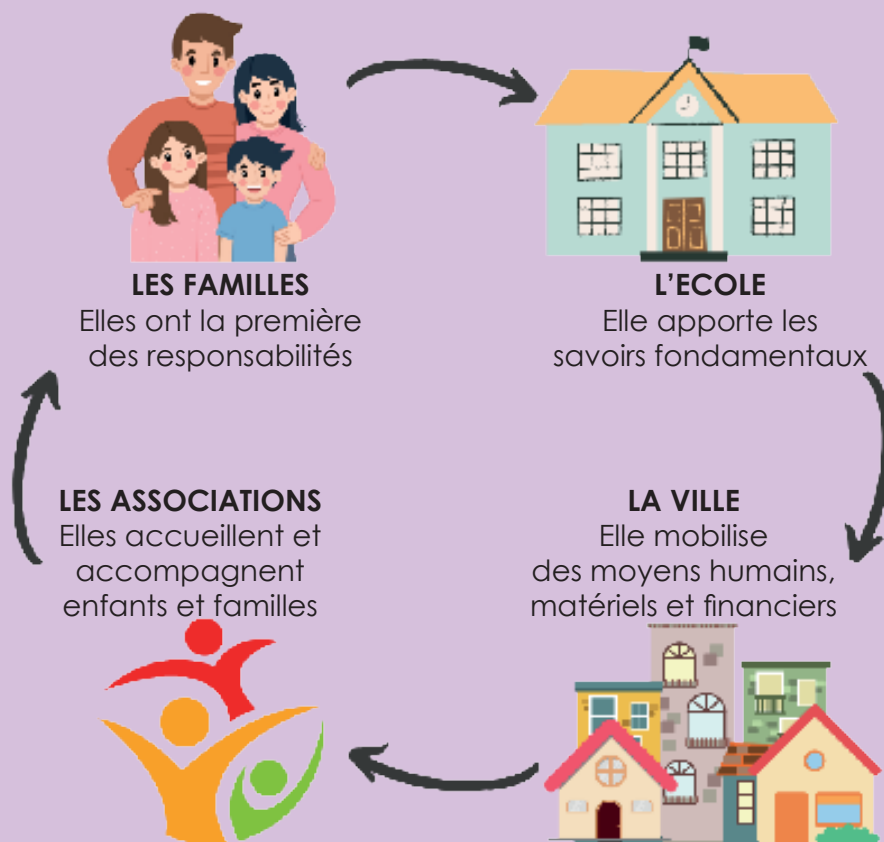 LES FAMILLES
Elles ont la première
des responsabilités
L'ECOLE
Elle apporte les
savoirs fondamentaux
LES ASSOCIATIONS
Elles accueillent et
accompagnent
enfants et familles
LA VILLE
Elle mobilise
des moyens humains,
matériels et financiers